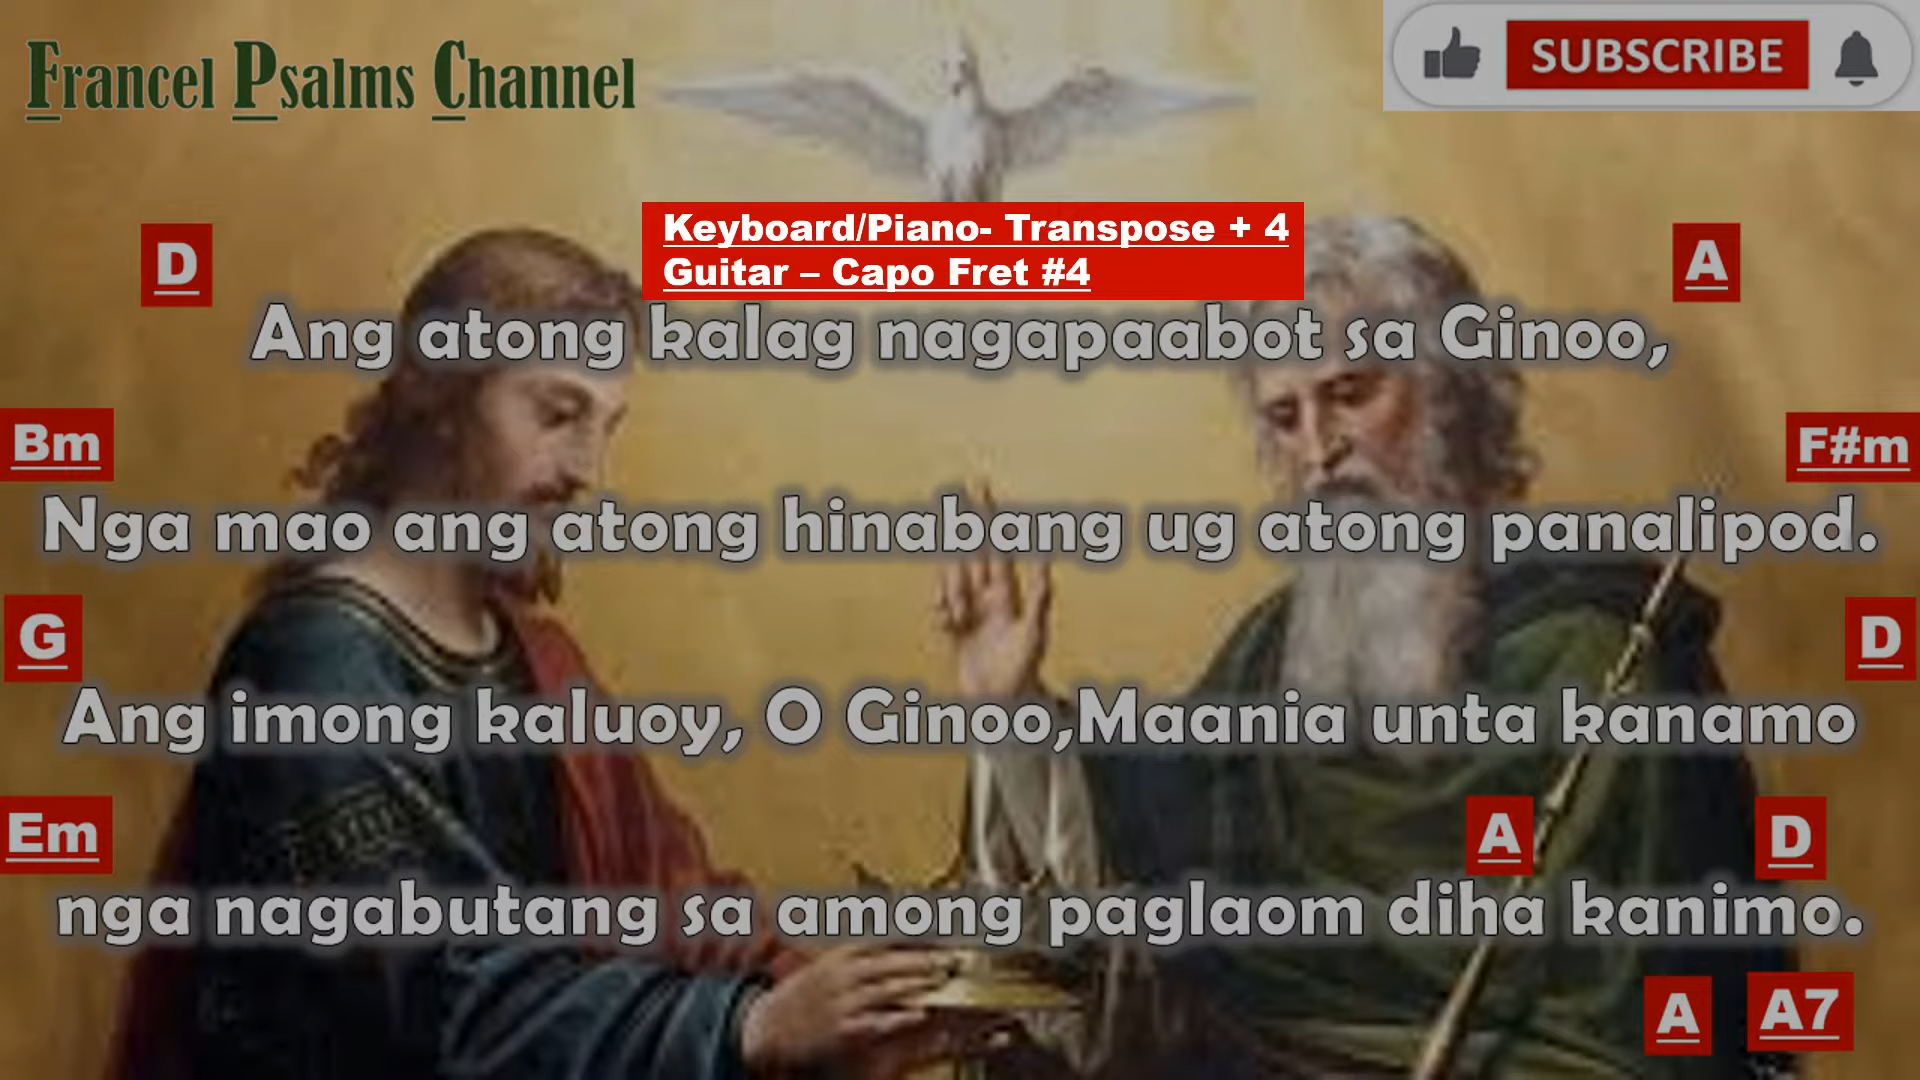 Francel Psalms Channel
SUBSCRIBE
Keyboard/Piano- Transpose + 4
Guitar – Capo Fret #4
D A
Ang atong kalag nagapaabot sa Ginoo,
Bm F#m
Nga mao ang atong hinabang ug atong panalipod.
G D
Ang imong kaluoy, O Ginoo,Maania unta kanamo
Em A D
nga nagabutang sa among paglaom diha kanimo.
A A7